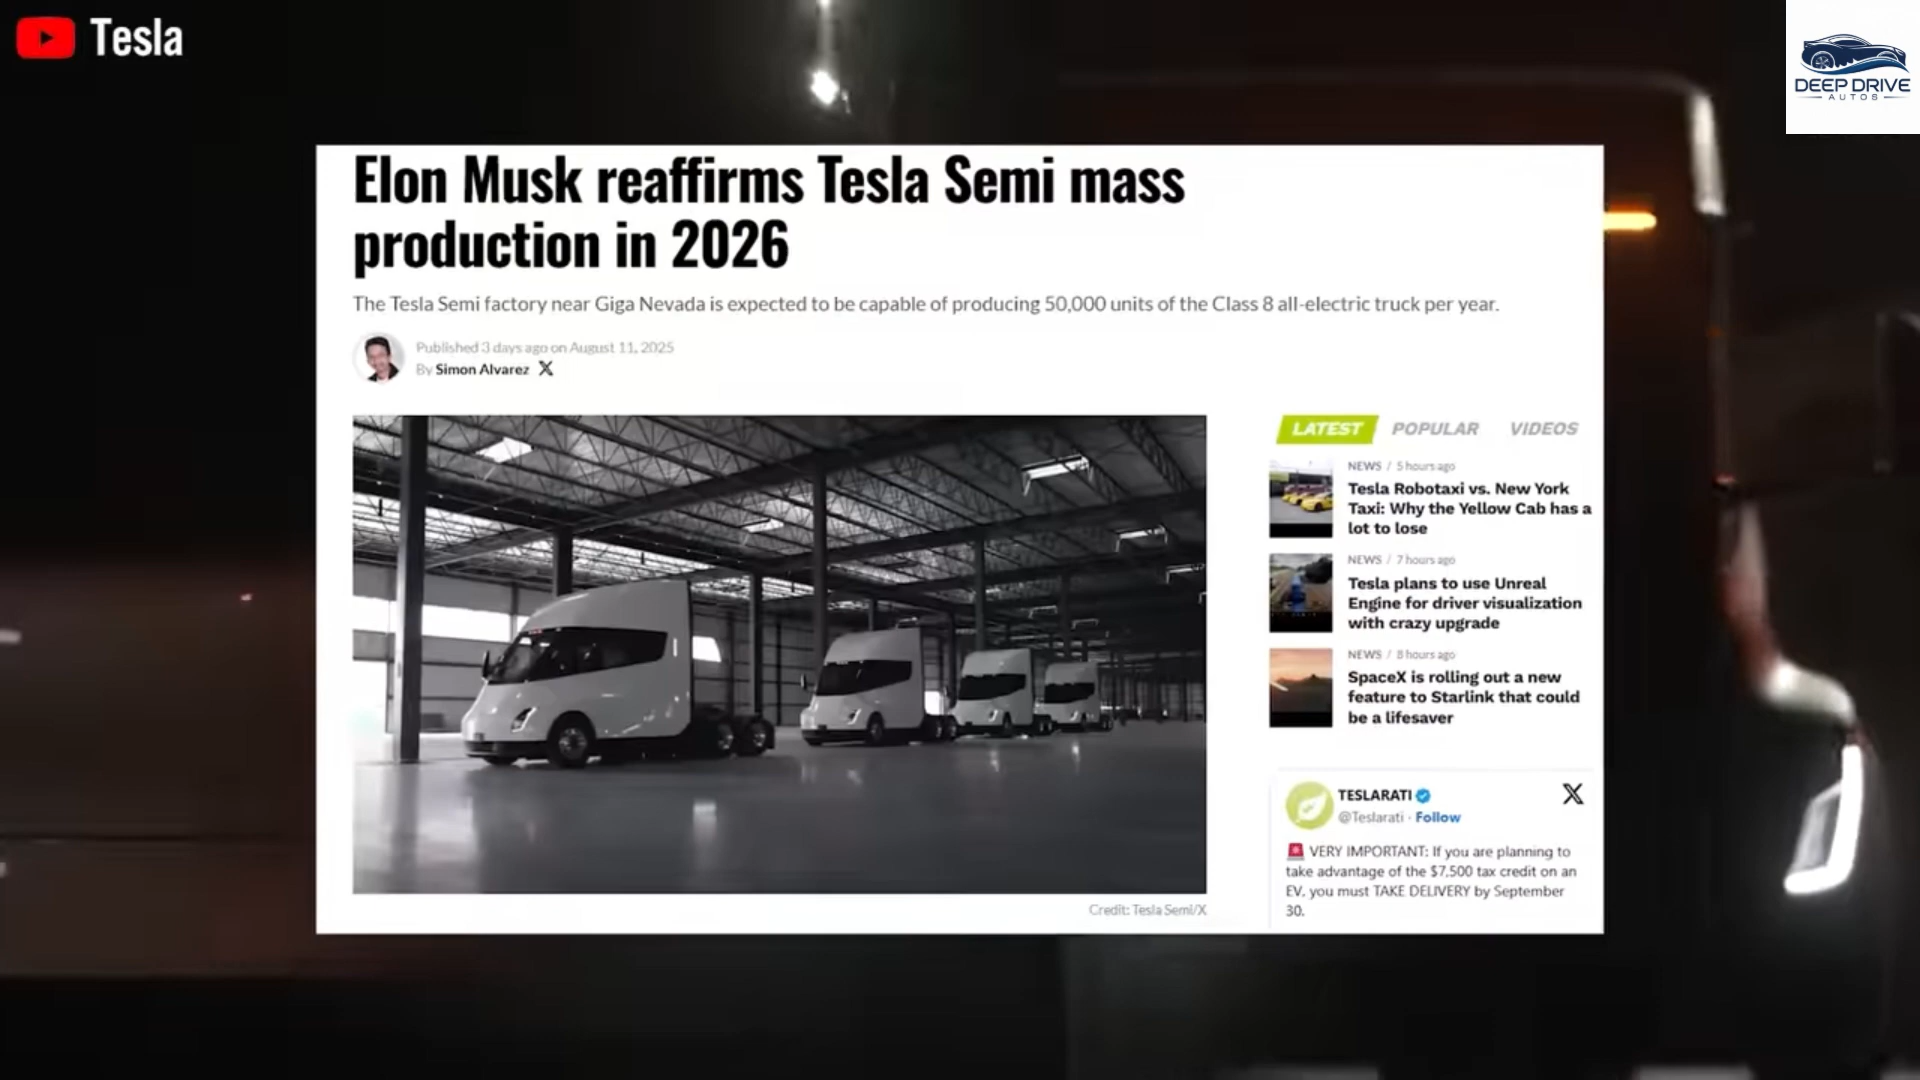 Tesla
DEEP DRIVE
AUTOS
Elon Musk reaffirms Tesla Semi mass
production in 2026
The Tesla Semi factory near Giga Nevada is expected to be capable of producing 50,000 units of the Class 8 all-electric truck per year.
Published 3 days ago on August 11, 2025
By Simon Alvarez X
Credit: Tesla Semi/X
LATEST POPULAR VIDEOS
NEWS / 5 hours ago
Tesla Robotaxi vs. New York
Taxi: Why the Yellow Cab has a
lot to lose
NEWS / 7 hours ago
Tesla plans to use Unreal
Engine for driver visualization
with crazy upgrade
NEWS / 8 hours ago
SpaceX is rolling out a new
feature to Starlink that could
be a lifesaver
TESLARATI X
@Teslarati · Follow
🚨 VERY IMPORTANT: If you are planning to
take advantage of the $7,500 tax credit on an
EV, you must TAKE DELIVERY by September
30.